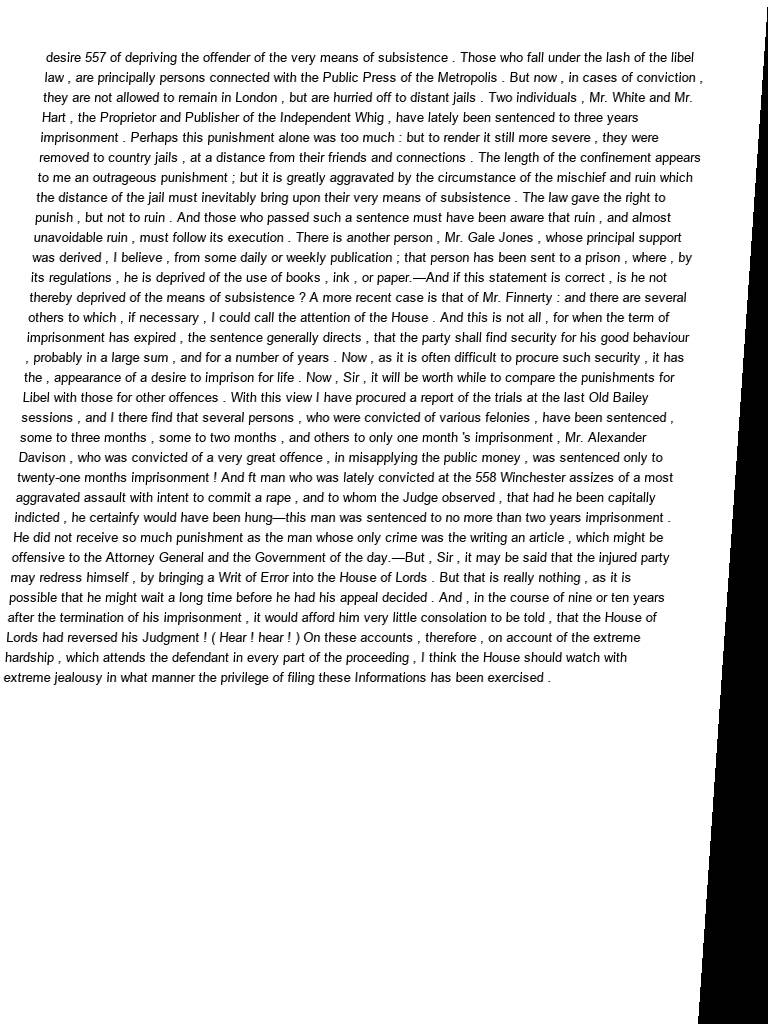 desire 557 of depriving the offender of the very means of subsistence . Those who fall under the lash of the libel
law , are principally persons connected with the Public Press of the Metropolis . But now , in cases of conviction ,
they are not allowed to remain in London , but are hurried off to distant jails . Two individuals , Mr. White and Mr.
Hart , the Proprietor and Publisher of the Independent Whig , have lately been sentenced to three years
imprisonment . Perhaps this punishment alone was too much : but to render it still more severe , they were
removed to country jails , at a distance from their friends and connections . The length of the confinement appears
to me an outrageous punishment ; but it is greatly aggravated by the circumstance of the mischief and ruin which
the distance of the jail must inevitably bring upon their very means of subsistence . The law gave the right to
punish , but not to ruin . And those who passed such a sentence must have been aware that ruin , and almost
unavoidable ruin , must follow its execution . There is another person , Mr. Gale Jones , whose principal support
was derived , I believe , from some daily or weekly publication ; that person has been sent to a prison , where , by
its regulations , he is deprived of the use of books , ink , or paper.—And if this statement is correct , is he not
thereby deprived of the means of subsistence ? A more recent case is that of Mr. Finnerty : and there are several
others to which , if necessary , I could call the attention of the House . And this is not all , for when the term of
imprisonment has expired , the sentence generally directs , that the party shall find security for his good behaviour
, probably in a large sum , and for a number of years . Now , as it is often difficult to procure such security , it has
the , appearance of a desire to imprison for life . Now , Sir , it will be worth while to compare the punishments for
Libel with those for other offences . With this view I have procured a report of the trials at the last Old Bailey
sessions , and I there find that several persons , who were convicted of various felonies , have been sentenced ,
some to three months , some to two months , and others to only one month 's imprisonment , Mr. Alexander
Davison , who was convicted of a very great offence , in misapplying the public money , was sentenced only to
twenty-one months imprisonment ! And ft man who was lately convicted at the 558 Winchester assizes of a most
aggravated assault with intent to commit a rape , and to whom the Judge observed , that had he been capitally
indicted , he certainfy would have been hung—this man was sentenced to no more than two years imprisonment .
He did not receive so much punishment as the man whose only crime was the writing an article , which might be
offensive to the Attorney General and the Government of the day.—But , Sir , it may be said that the injured party
may redress himself , by bringing a Writ of Error into the House of Lords . But that is really nothing , as it is
possible that he might wait a long time before he had his appeal decided . And , in the course of nine or ten years
after the termination of his imprisonment , it would afford him very little consolation to be told , that the House of
Lords had reversed his Judgment ! ( Hear ! hear ! ) On these accounts , therefore , on account of the extreme
hardship , which attends the defendant in every part of the proceeding , I think the House should watch with
extreme jealousy in what manner the privilege of filing these Informations has been exercised .